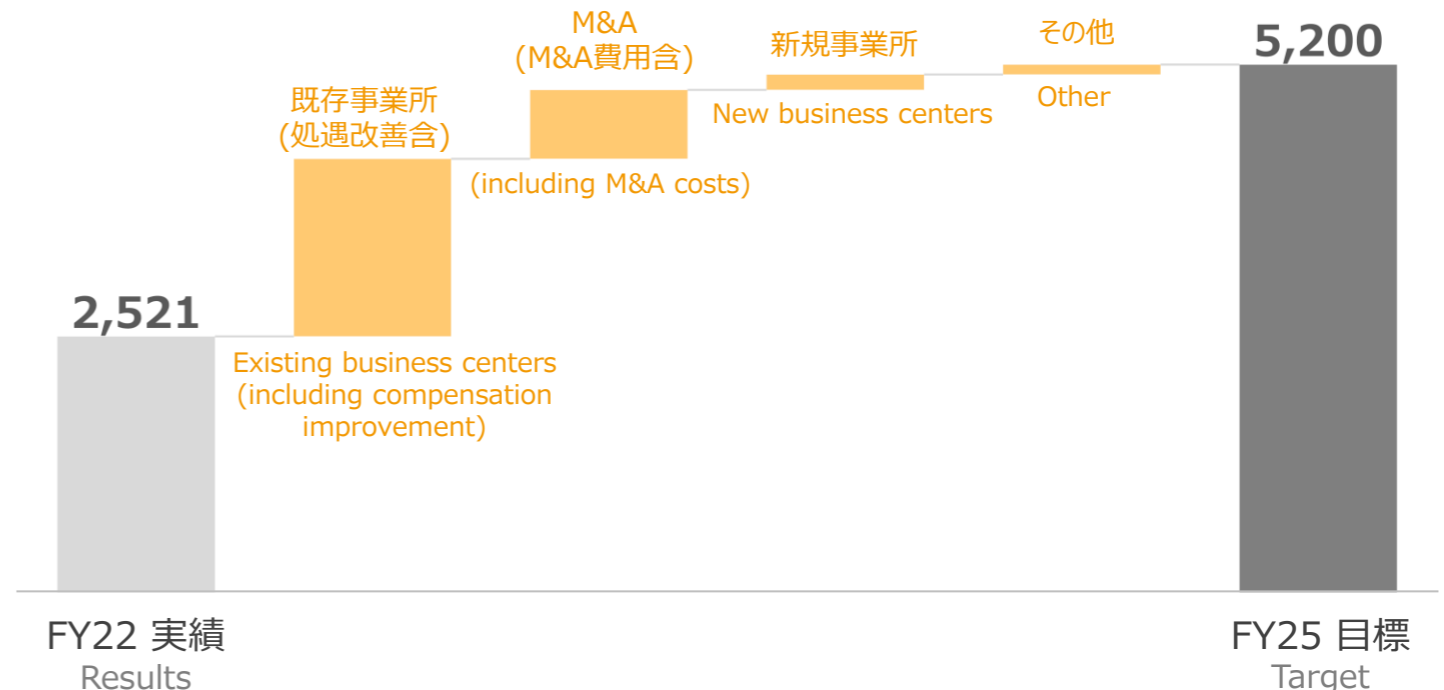 2,521
既存事業所
(処遇改善含)
Existing business centers
(including compensation
improvement)
M&A
(M&A費用含)
(including M&A costs)
新規事業所
New business centers
その他
Other
5,200
FY22 実績
Results
FY25 目標
Target